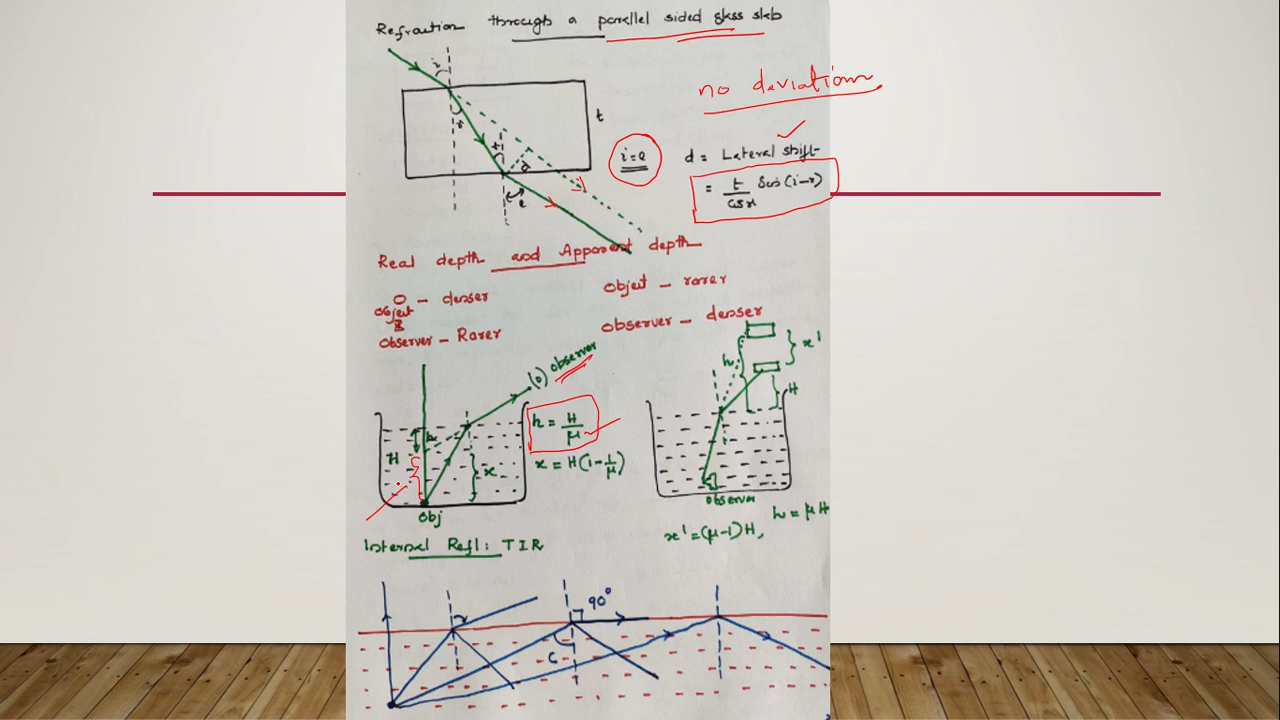 Refraction through a parallel sided glass slab
i
no deviation
r
t
r
i=e
d = Lateral shift
d
= t/cosr Sin(i-r)
e
Real depth and Apparent depth
O - denser
object
Object - rarer
Observer - Rarer
observer - denser
(O) observer
h
x'
H
h = H/μ
h
H
x
x = H(1-1/μ)
Obj
observer
h = μH
x' = (μ-1)H,
Internal Refl: TIR
90°
r
C